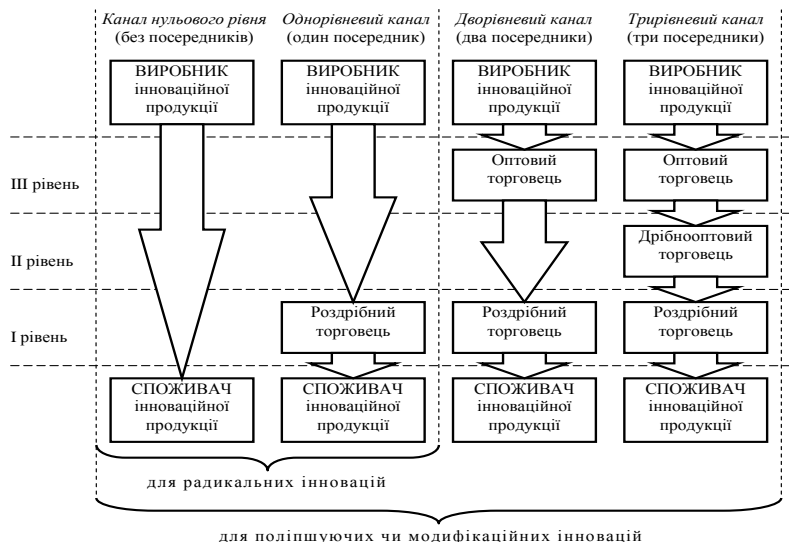 Канал нульового рівня
(без посередників)
Однорівневий канал
(один посередник)
Дворівневий канал
(два посередники)
Трирівневий канал
(три посередники)
ВИРОБНИК
інноваційної
продукції
ВИРОБНИК
інноваційної
продукції
ВИРОБНИК
інноваційної
продукції
ВИРОБНИК
інноваційної
продукції
III рівень
Оптовий
торговець
Оптовий
торговець
II рівень
Дрібнооптовий
торговець
I рівень
Роздрібний
торговець
Роздрібний
торговець
Роздрібний
торговець
СПОЖИВАЧ
інноваційної
продукції
СПОЖИВАЧ
інноваційної
продукції
СПОЖИВАЧ
інноваційної
продукції
СПОЖИВАЧ
інноваційної
продукції
для радикальних інновацій
для поліпшуючих чи модифікаційних інновацій